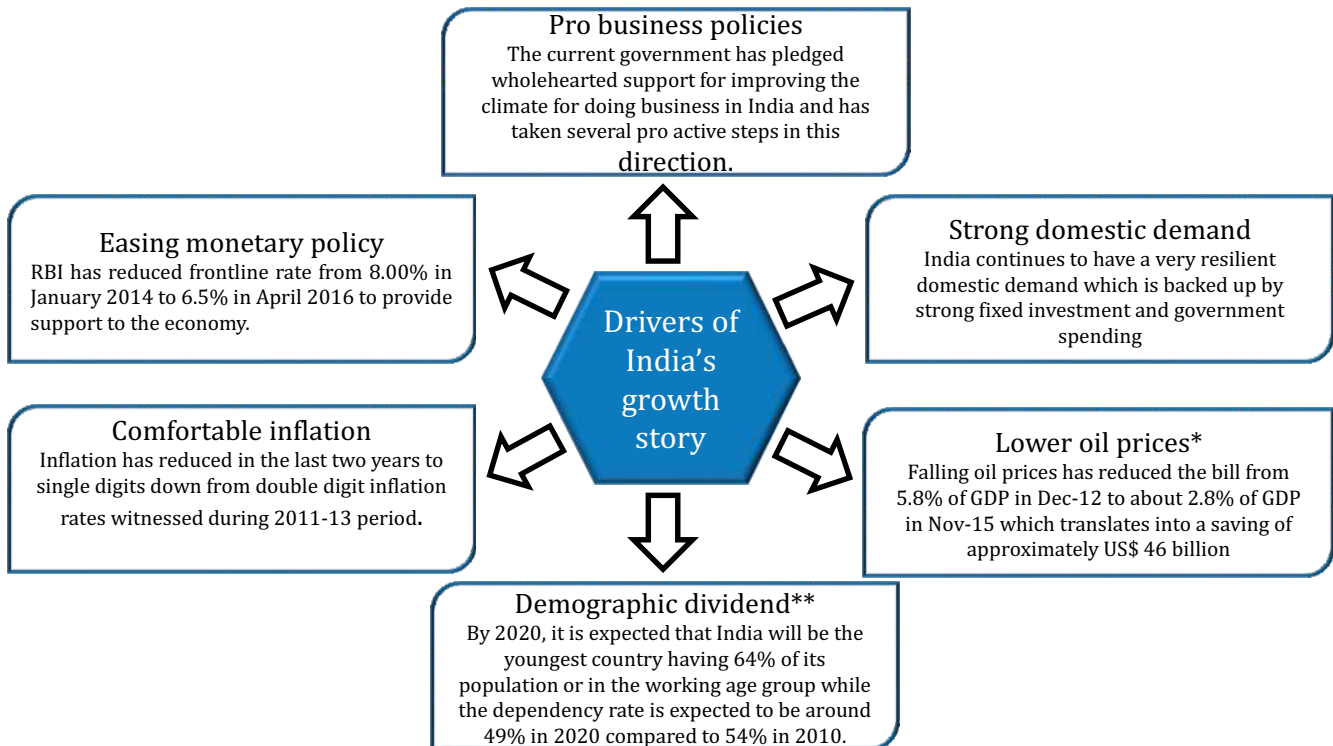 Pro business policies
The current government has pledged
wholehearted support for improving the
climate for doing business in India and has
taken several pro active steps in this
direction.
Easing monetary policy
RBI has reduced frontline rate from 8.00% in
January 2014 to 6.5% in April 2016 to provide
support to the economy.
Strong domestic demand
India continues to have a very resilient
domestic demand which is backed up by
strong fixed investment and government
spending
Drivers of
India’s
growth
story
Comfortable inflation
Inflation has reduced in the last two years to
single digits down from double digit inflation
rates witnessed during 2011-13 period.
Lower oil prices*
Falling oil prices has reduced the bill from
5.8% of GDP in Dec-12 to about 2.8% of GDP
in Nov-15 which translates into a saving of
approximately US$ 46 billion
Demographic dividend**
By 2020, it is expected that India will be the
youngest country having 64% of its
population or in the working age group while
the dependency rate is expected to be around
49% in 2020 compared to 54% in 2010.